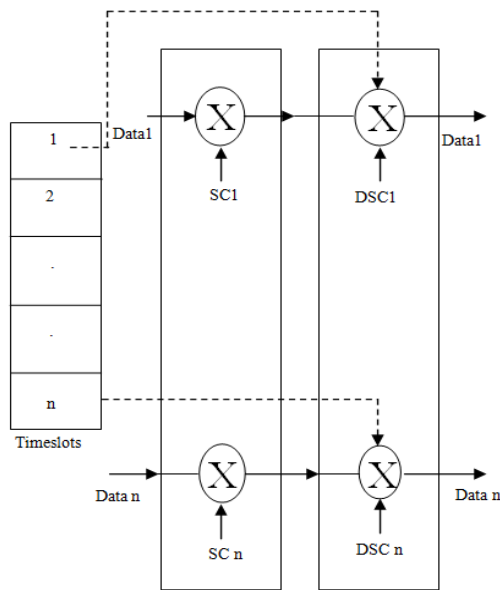 1
2
.
.
n
Timeslots
Data1
X
SC1
X
DSC1
Data1
Data n
X
SC n
X
DSC n
Data n